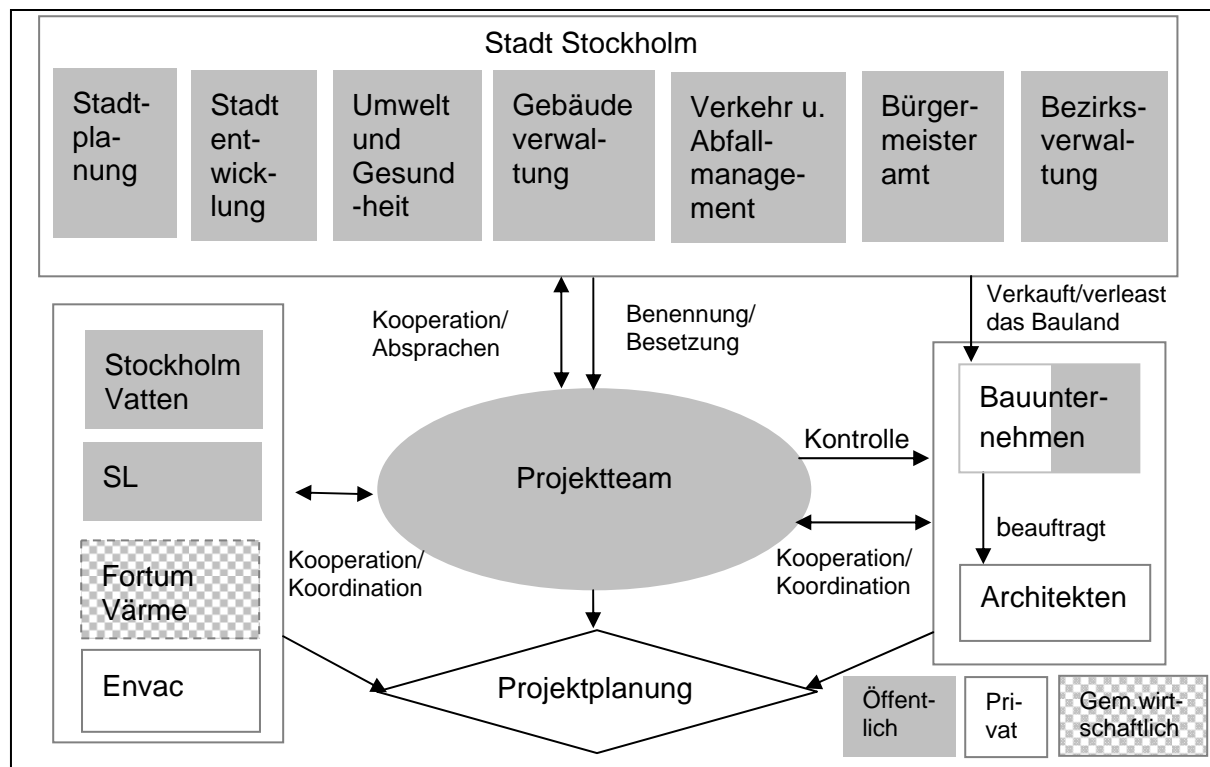 Stadt Stockholm
Stadt-
pla-
nung
Stadt
ent-
wick-
lung
Umwelt
und
Gesund
-heit
Gebäude
verwal-
tung
Verkehr u.
Abfall-
manage-
ment
Bürger-
meister
amt
Bezirks-
verwal-
tung
Kooperation/
Absprachen
Benennung/
Besetzung
Verkauft/verleast
das Bauland
Stockholm
Vatten
SL
Fortum
Värme
Envac
Kooperation/
Koordination
Projektteam
Kontrolle
Kooperation/
Koordination
Bauunter-
nehmen
beauftragt
Architekten
Projektplanung
Öffent-
lich
Pri-
vat
Gem.wirt-
schaftlich